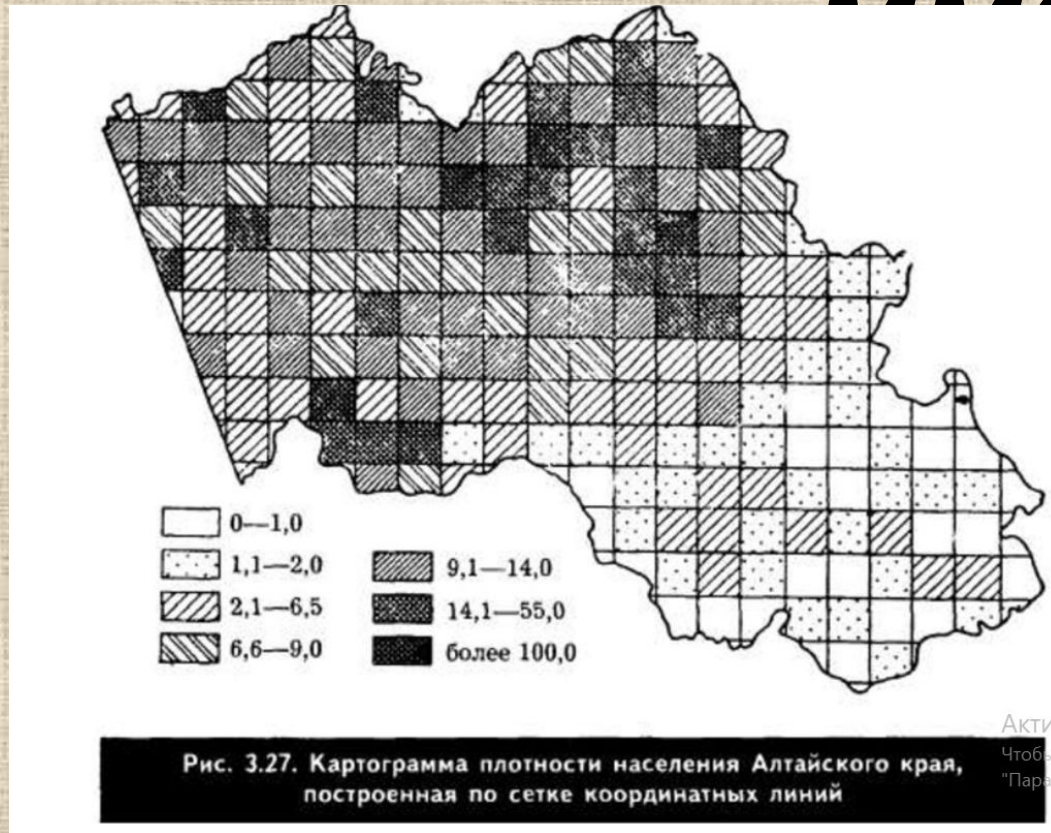 0—1,0
1,1—2,0
2,1—6,5
6,6—9,0
9,1—14,0
14,1—55,0
более 100,0
Рис. 3.27. Картограмма плотности населения Алтайского края,
построенная по сетке координатных линий